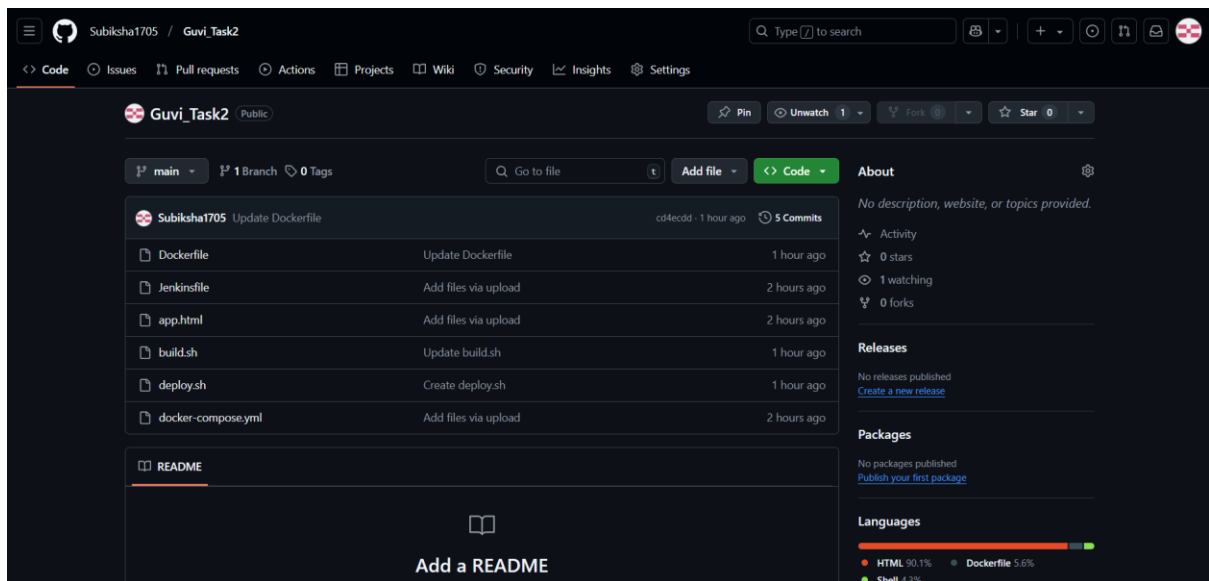 Subiksha1705 / Guvi_Task2
Type / to search
Code Issues Pull requests Actions Projects Wiki Security Insights Settings
Guvi_Task2 Public
Pin Unwatch 1 Fork 0 Star 0
main 1 Branch 0 Tags Go to file t Add file Code
About
No description, website, or topics provided.
Activity
0 stars
1 watching
0 forks
Subiksha1705 Update Dockerfile cd4ecdd · 1 hour ago 5 Commits
Dockerfile Update Dockerfile 1 hour ago
Jenkinsfile Add files via upload 2 hours ago
app.html Add files via upload 2 hours ago
build.sh Update build.sh 1 hour ago
deploy.sh Create deploy.sh 1 hour ago
docker-compose.yml Add files via upload 2 hours ago
README
Add a README
Releases
No releases published
Create a new release
Packages
No packages published
Publish your first package
Languages
HTML 90.1% Dockerfile 5.6%
Shell 4.3%